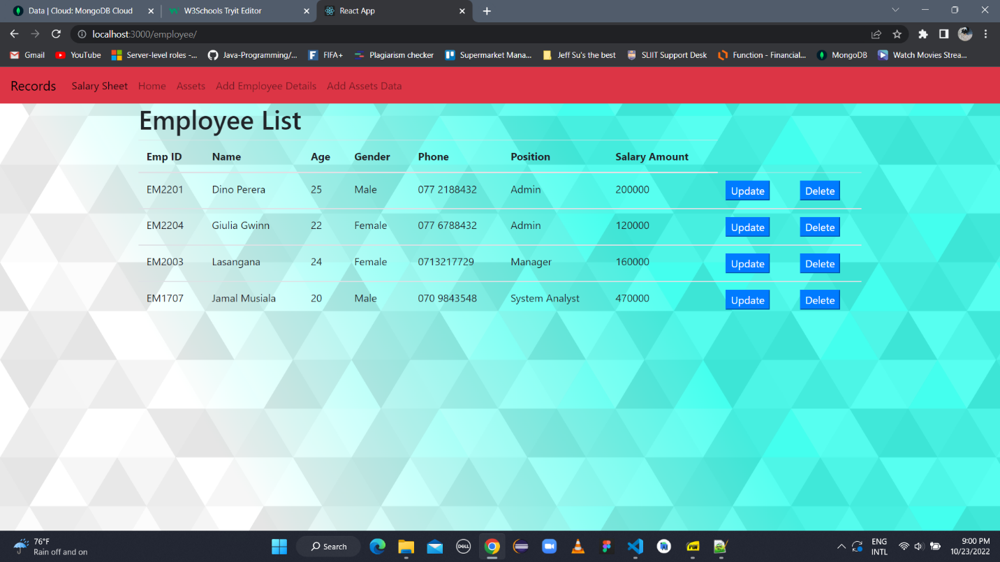 Data | Cloud: MongoDB Cloud W3Schools Tryit Editor React App
localhost:3000/employee/
Gmail YouTube Server-level roles -... Java-Programming/... FIFA+ Plagiarism checker Supermarket Mana... Jeff Su's the best SLIIT Support Desk Function - Financial... MongoDB Watch Movies Strea...
Records Salary Sheet Home Assets Add Employee Details Add Assets Data
Employee List
Emp ID Name Age Gender Phone Position Salary Amount
EM2201 Dino Perera 25 Male 077 2188432 Admin 200000 Update Delete
EM2204 Giulia Gwinn 22 Female 077 6788432 Admin 120000 Update Delete
EM2003 Lasangana 24 Female 0713217729 Manager 160000 Update Delete
EM1707 Jamal Musiala 20 Male 070 9843548 System Analyst 470000 Update Delete
76°F
Rain off and on
Search
DELL
PDF
ENG
INTL
9:00 PM
10/23/2022